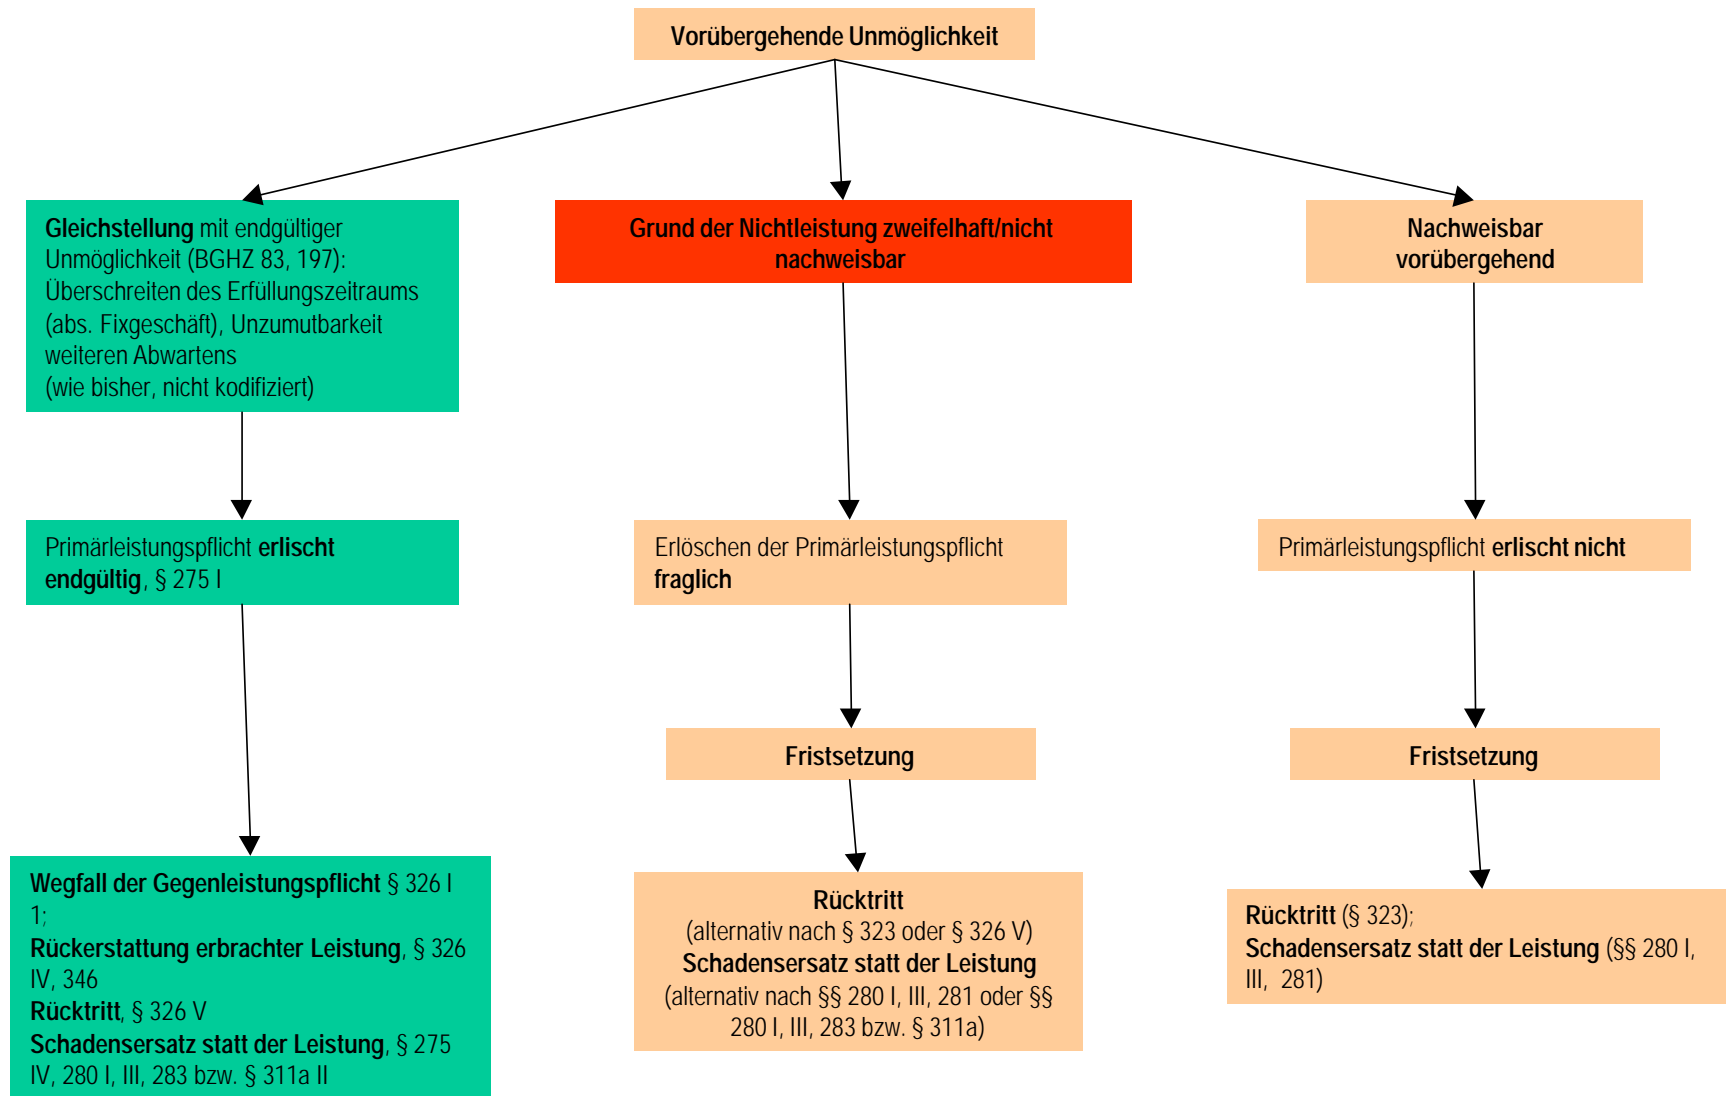 Vorübergehende Unmöglichkeit
Gleichstellung mit endgültiger
Unmöglichkeit (BGHZ 83, 197):
Überschreiten des Erfüllungszeitraums
(abs. Fixgeschäft), Unzumutbarkeit
weiteren Abwartens
(wie bisher, nicht kodifiziert)
Grund der Nichtleistung zweifelhaft/nicht
nachweisbar
Nachweisbar
vorübergehend
Primärleistungspflicht erlischt
endgültig, § 275 I
Erlöschen der Primärleistungspflicht
fraglich
Primärleistungspflicht erlischt nicht
Fristsetzung
Fristsetzung
Wegfall der Gegenleistungspflicht § 326 I
1;
Rückerstattung erbrachter Leistung, § 326
IV, 346
Rücktritt, § 326 V
Schadensersatz statt der Leistung, § 275
IV, 280 I, III, 283 bzw. § 311a II
Rücktritt
(alternativ nach § 323 oder § 326 V)
Schadensersatz statt der Leistung
(alternativ nach §§ 280 I, III, 281 oder §§
280 I, III, 283 bzw. § 311a)
Rücktritt (§ 323);
Schadensersatz statt der Leistung (§§ 280 I,
III, 281)